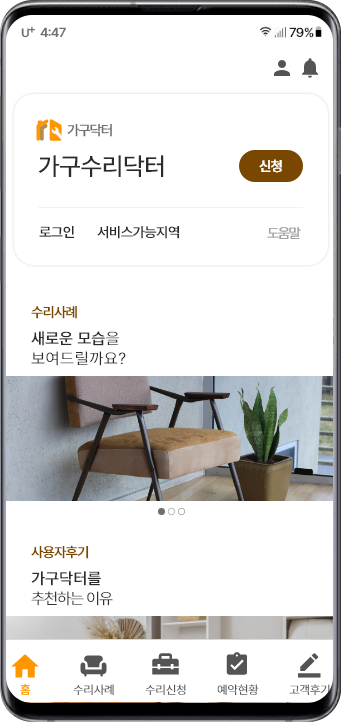 U+ 4:47 79%
가구닥터
가구수리닥터
신청
로그인 서비스가능지역 도움말
수리사례
새로운 모습을
보여드릴까요?
사용자후기
가구닥터를
추천하는 이유
홈 수리사례 수리신청 예약현황 고객후기